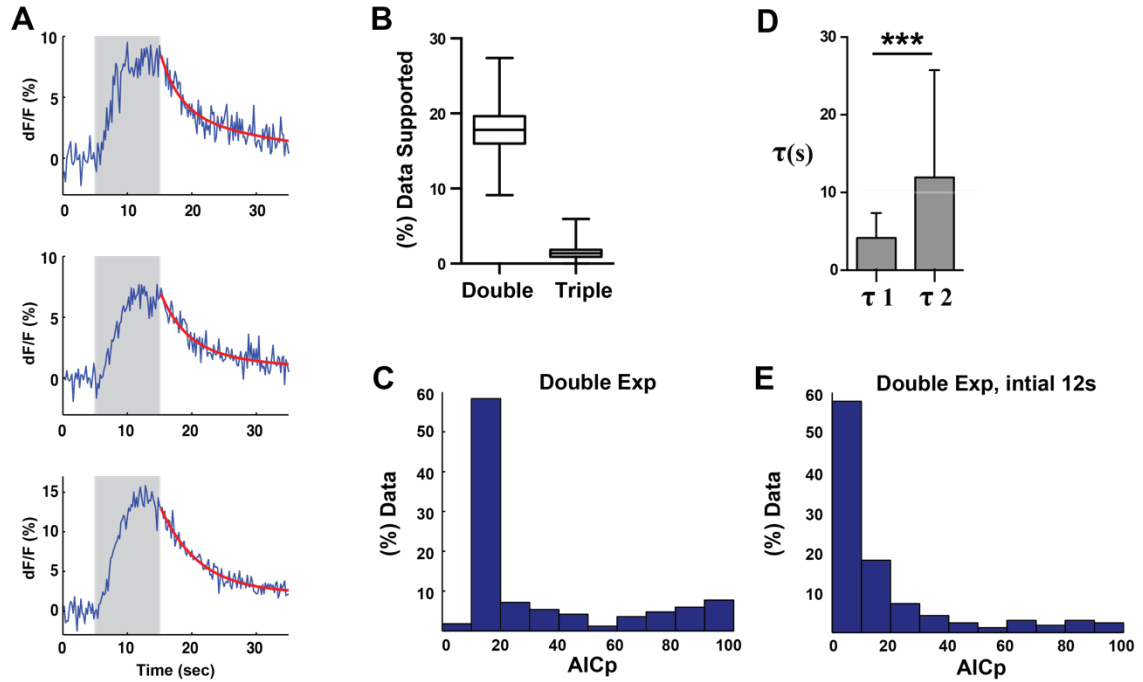 A
dF/F (%)
10
5
0
0 10 20 30
dF/F (%)
10
5
0
0 10 20 30
dF/F (%)
15
10
5
0
0 10 20 30
Time (sec)
B
(%) Data Supported
30
20
10
0
Double Triple
C
Double Exp
(%) Data
60
50
40
30
20
10
0 20 40 60 80 100
AICp
D
***
τ(s)
30
20
10
0
τ 1 τ 2
E
Double Exp, intial 12s
(%) Data
60
50
40
30
20
10
0 20 40 60 80 100
AICp